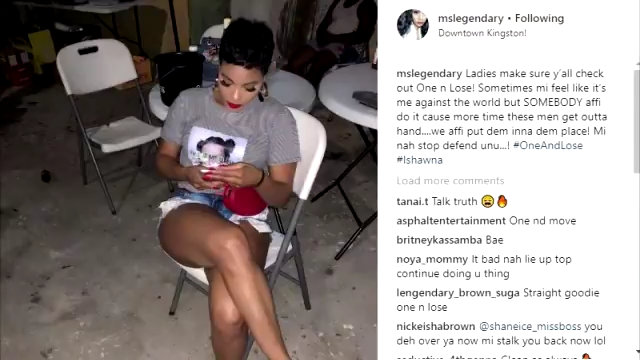 mslegendary • Following
Downtown Kingston!
mslegendary Ladies make sure y'all check
out One n Lose! Sometimes mi feel like it's
me against the world but SOMEBODY affi
do it cause more time these men get outta
hand....we affi put dem inna dem place! Mi
nah stop defend unu...! #OneAndLose
#Ishawna
Load more comments
tanai.t Talk truth 😩🔥
asphaltentertainment One nd move
britneykassamba Bae
noya_mommy It bad nah lie up top
continue doing u thing
lengendary_brown_suga Straight goodie
one n lose
nickeishabrown @shaneice_missboss you
deh over ya now mi stalk you back now lol